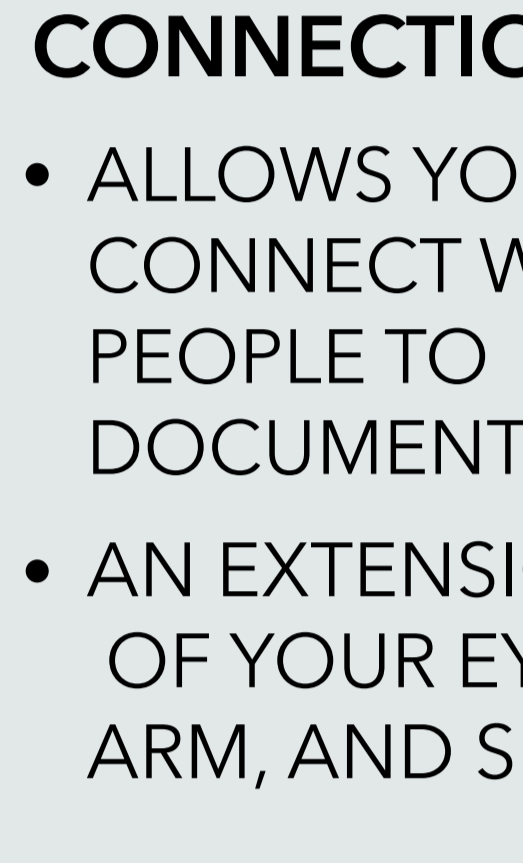 CONNECTIO
• ALLOWS YO
CONNECT W
PEOPLE TO
DOCUMENT
• AN EXTENSI
OF YOUR EY
ARM, AND S